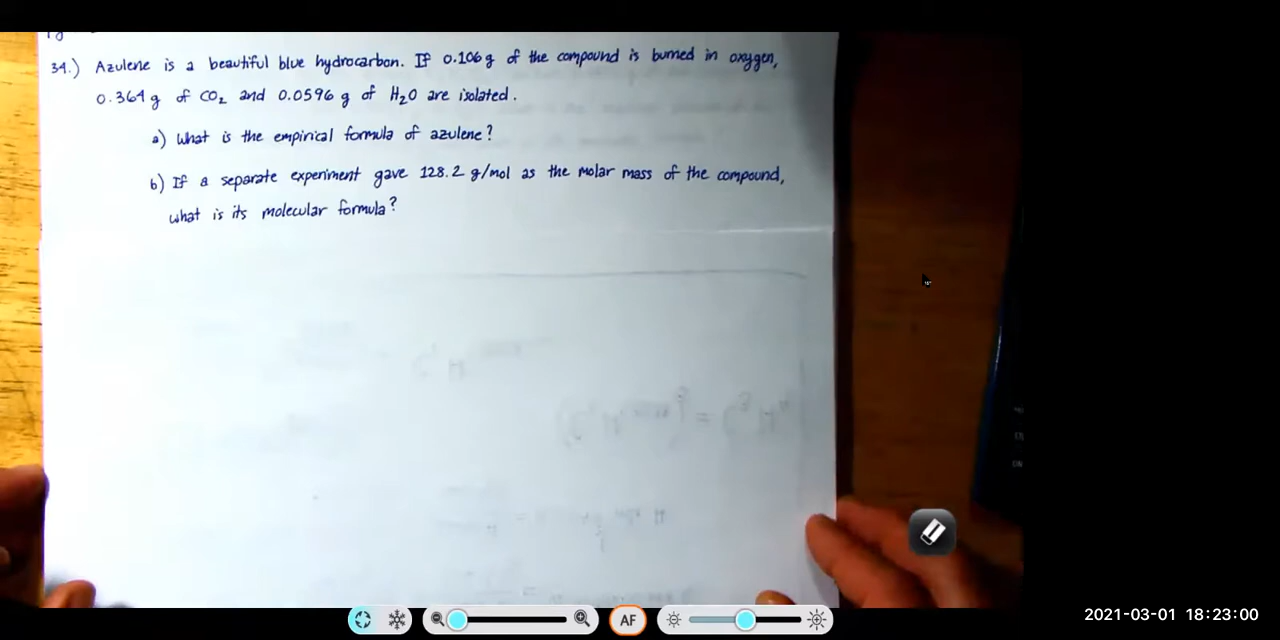 34.) Azulene is a beautiful blue hydrocarbon. If 0.106 g of the compound is burned in oxygen,
0.364 g of CO2 and 0.0596 g of H2O are isolated.
a) What is the empirical formula of azulene?
b) If a separate experiment gave 128.2 g/mol as the molar mass of the compound,
what is its molecular formula?
AF
2021-03-01 18:23:00